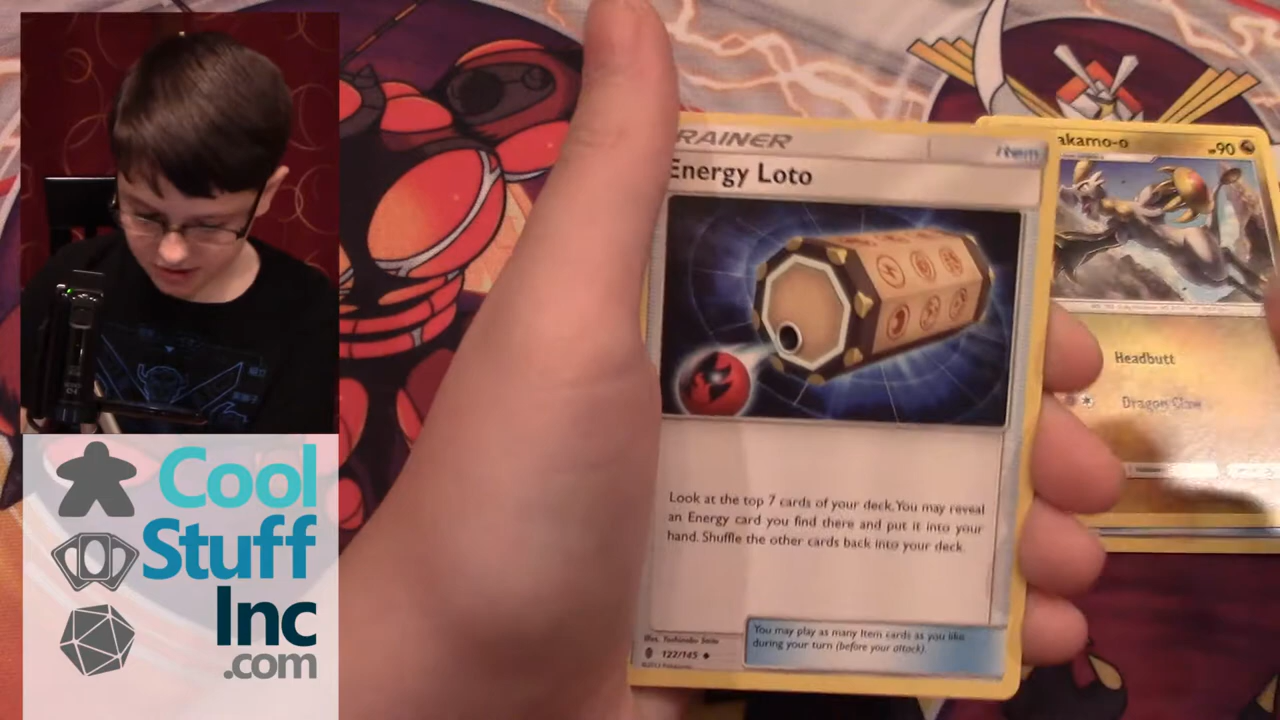 RAINER
Item
Energy Loto
Look at the top 7 cards of your deck. You may reveal
an Energy card you find there and put it into your
hand. Shuffle the other cards back into your deck.
You may play as many Item cards as you like
during your turn (before your attack).
122/145
akamo-o
HP90
Headbutt
Dragon Claw
Cool
Stuff
Inc
.com